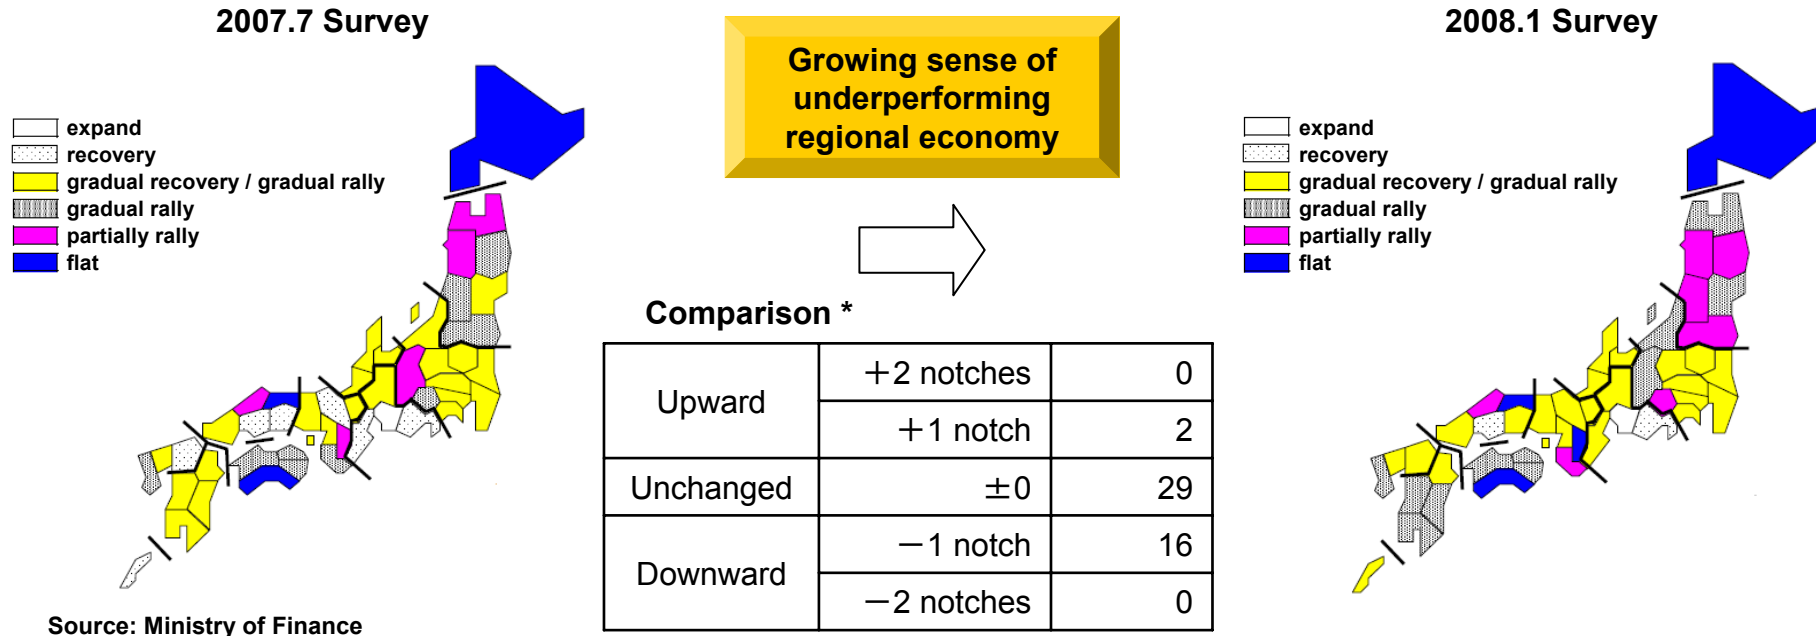 2007.7 Survey
expand
recovery
gradual recovery / gradual rally
gradual rally
partially rally
flat
Source: Ministry of Finance
Growing sense of
underperforming
regional economy
Comparison *
Upward
+2 notches
0
+1 notch
2
Unchanged
±0
29
Downward
-1 notch
16
-2 notches
0
2008.1 Survey
expand
recovery
gradual recovery / gradual rally
gradual rally
partially rally
flat